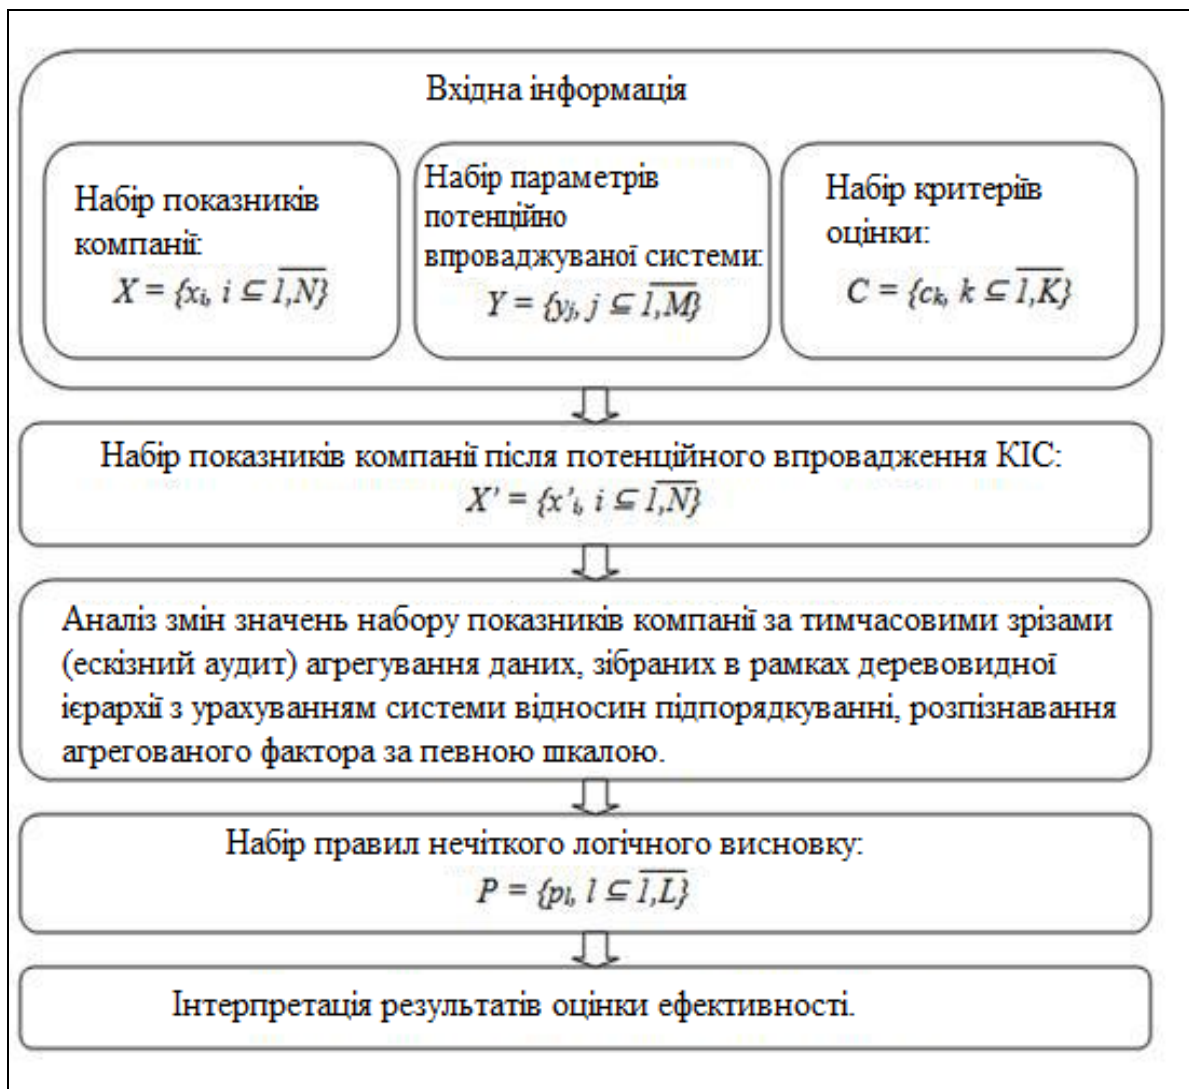 Вхідна інформація
Набір показників
компанії:
X = {xᵢ, i ⊆ 1,N}
Набір параметрів
потенційно
впроваджуваної системи:
Y = {yⱼ, j ⊆ 1,M}
Набір критеріїв
оцінки:
C = {cₖ, k ⊆ 1,K}
Набір показників компанії після потенційного впровадження КІС:
X’ = {x’ᵢ, i ⊆ 1,N}
Аналіз змін значень набору показників компанії за тимчасовими зрізами
(ескізний аудит) агрегування даних, зібраних в рамках деревовидної
ієрархії з урахуванням системи відносин підпорядкуванні, розпізнавання
агрегованого фактора за певною шкалою.
Набір правил нечіткого логічного висновку:
P = {pₗ, l ⊆ 1,L}
Інтерпретація результатів оцінки ефективності.